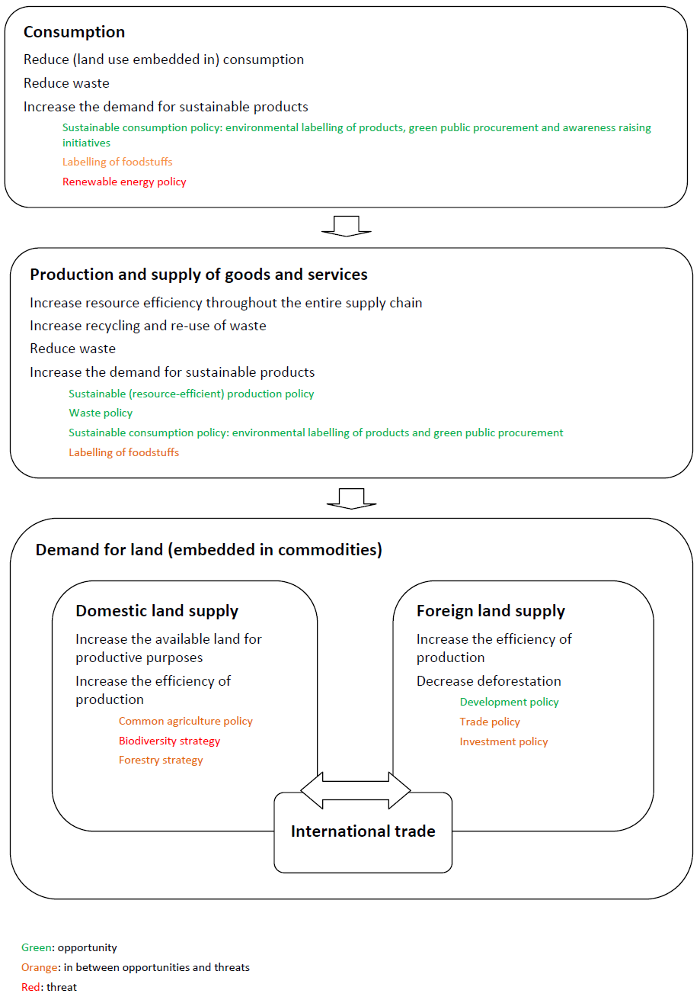 Consumption
Reduce (land use embedded in) consumption
Reduce waste
Increase the demand for sustainable products
Sustainable consumption policy: environmental labelling of products, green public procurement and awareness raising
initiatives
Labelling of foodstuffs
Renewable energy policy
Production and supply of goods and services
Increase resource efficiency throughout the entire supply chain
Increase recycling and re-use of waste
Reduce waste
Increase the demand for sustainable products
Sustainable (resource-efficient) production policy
Waste policy
Sustainable consumption policy: environmental labelling of products and green public procurement
Labelling of foodstuffs
Demand for land (embedded in commodities)
Domestic land supply
Increase the available land for
productive purposes
Increase the efficiency of
production
Common agriculture policy
Biodiversity strategy
Forestry strategy
Foreign land supply
Increase the efficiency of
production
Decrease deforestation
Development policy
Trade policy
Investment policy
International trade
Green: opportunity
Orange: in between opportunities and threats
Red: threat